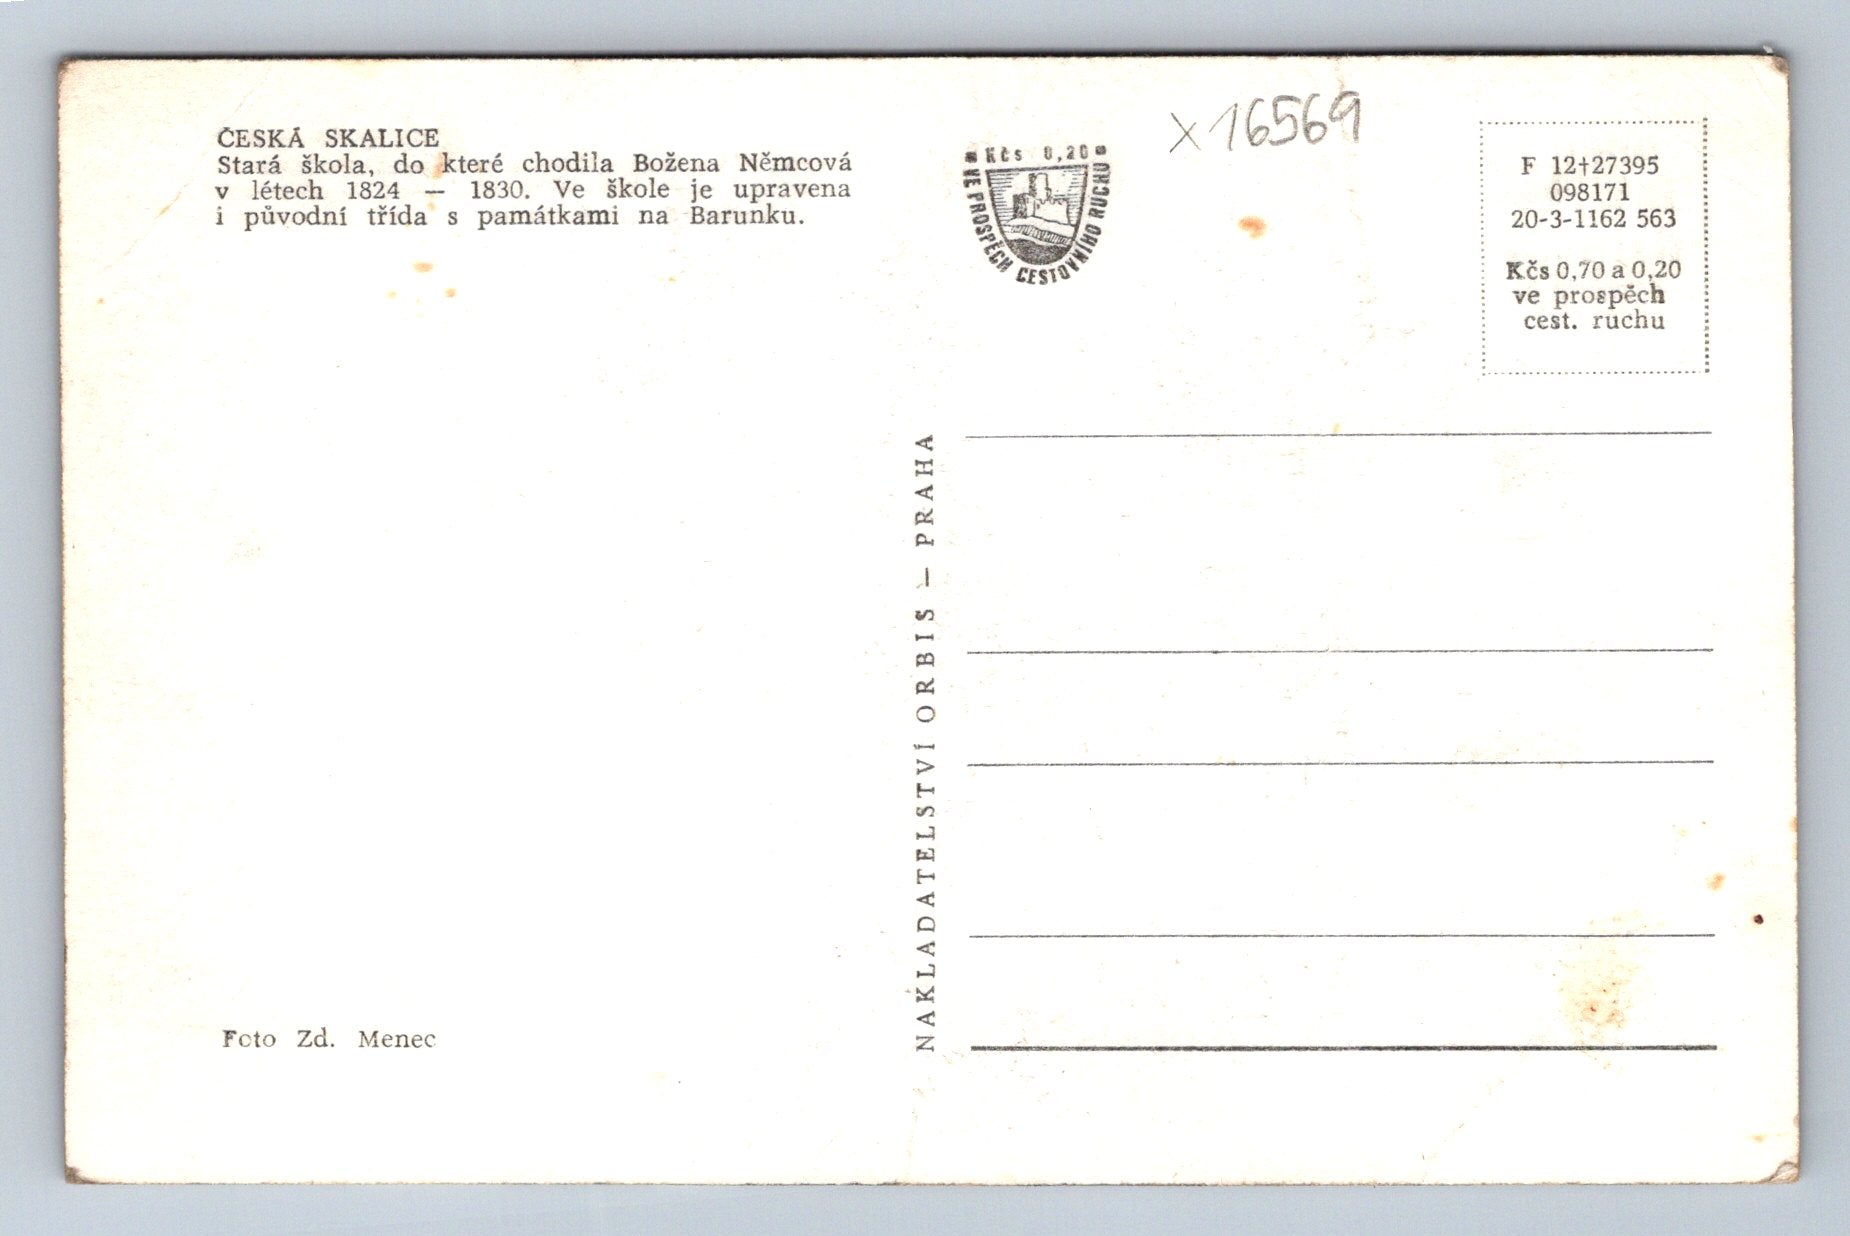 ČESKÁ SKALICE
Stará škola, do které chodila Božena Němcová
v létech 1824 — 1830. Ve škole je upravena
i původní třída s památkami na Barunku.
Foto Zd. Menec
NAKLADATELSTVÍ ORBIS — PRAHA
Kčs 0,20
VE PROSPĚCH CESTOVNÍHO RUCHU
x 16569
F 12†27395
098171
20-3-1162 563
Kčs 0,70 a 0,20
ve prospěch
cest. ruchu